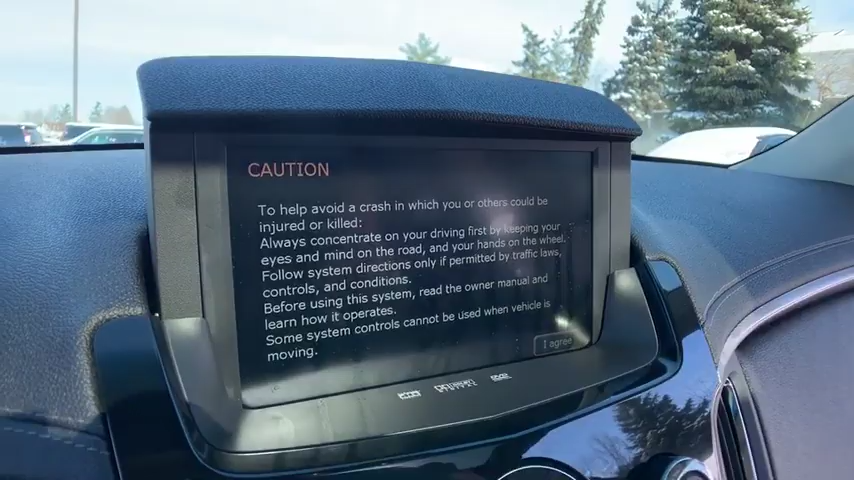 CAUTION
To help avoid a crash in which you or others could be
injured or killed:
Always concentrate on your driving first by keeping your
eyes and mind on the road, and your hands on the wheel.
Follow system directions only if permitted by traffic laws,
controls, and conditions.
Before using this system, read the owner manual and
learn how it operates.
Some system controls cannot be used when vehicle is
moving.
I agree